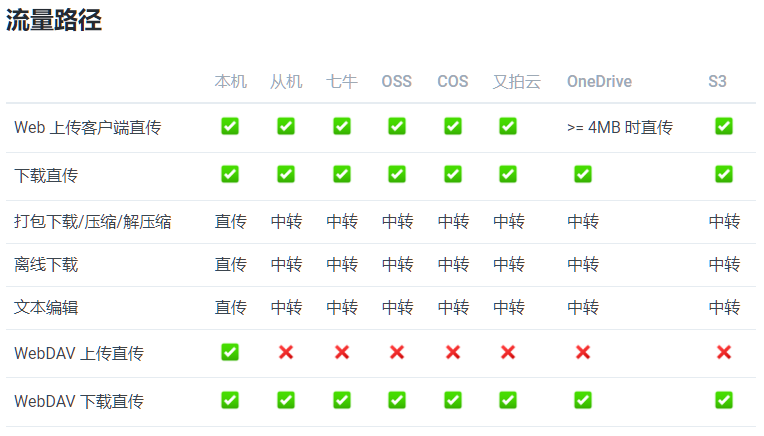 流量路径
本机 从机 七牛 OSS COS 又拍云 OneDrive S3
Web 上传客户端直传 ✅ ✅ ✅ ✅ ✅ ✅ >= 4MB 时直传 ✅
下载直传 ✅ ✅ ✅ ✅ ✅ ✅ ✅ ✅
打包下载/压缩/解压缩 直传 中转 中转 中转 中转 中转 中转 中转
离线下载 直传 中转 中转 中转 中转 中转 中转 中转
文本编辑 直传 中转 中转 中转 中转 中转 中转 中转
WebDAV 上传直传 ✅ ❌ ❌ ❌ ❌ ❌ ❌ ❌
WebDAV 下载直传 ✅ ✅ ✅ ✅ ✅ ✅ ✅ ✅